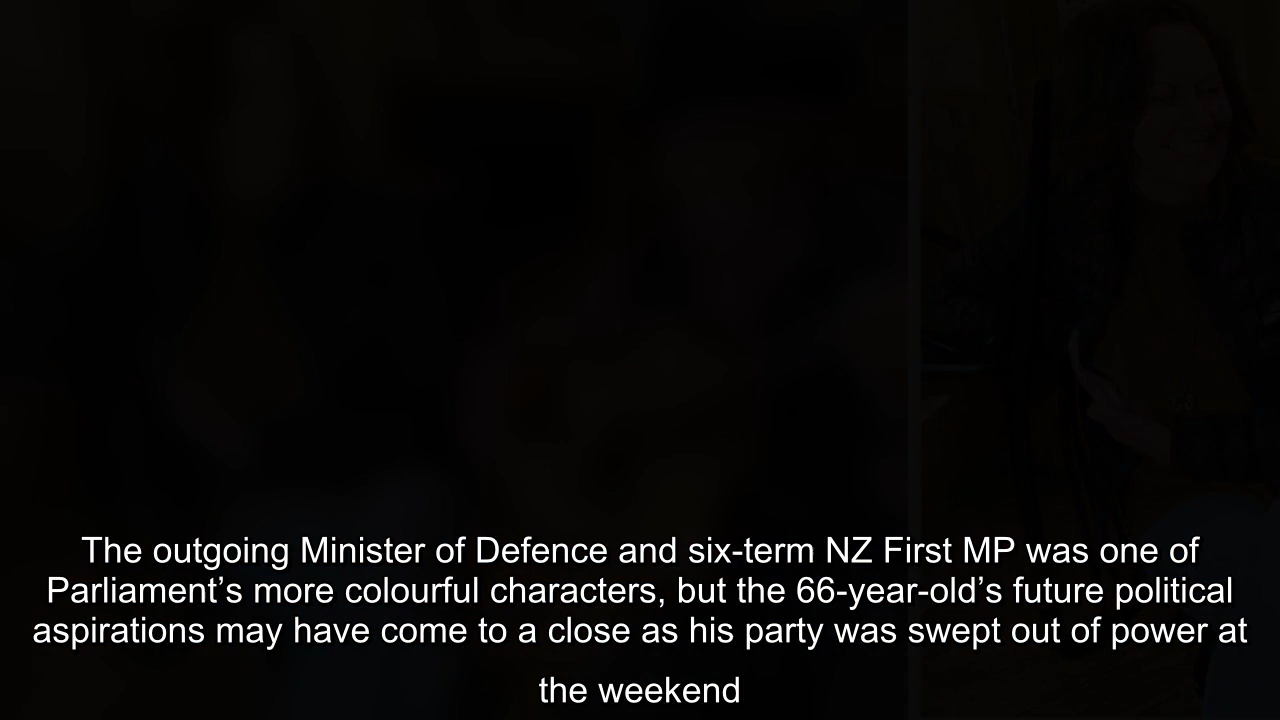 The outgoing Minister of Defence and six-term NZ First MP was one of
Parliament’s more colourful characters, but the 66-year-old’s future political
aspirations may have come to a close as his party was swept out of power at
the weekend